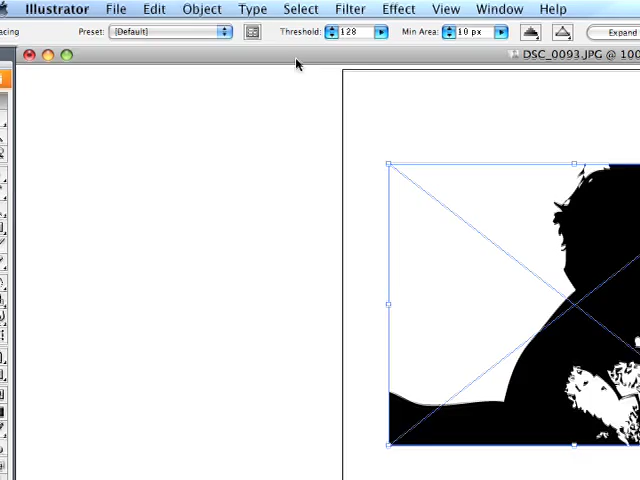 Illustrator File Edit Object Type Select Filter Effect View Window Help
acing Preset: [Default] Threshold: 128 Min Area: 10 px Expand
DSC_0093.JPG @ 100